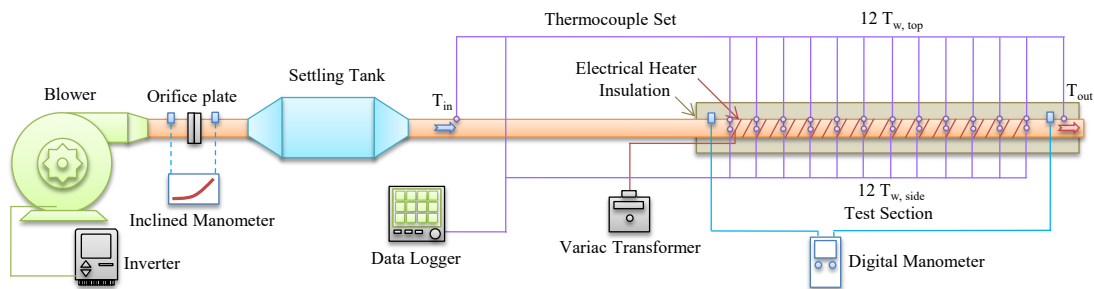 Thermocouple Set
12 T_w, top
Settling Tank
Electrical Heater
Insulation
Blower
Orifice plate
T_in
T_out
12 T_w, side
Test Section
Inclined Manometer
Inverter
Data Logger
Variac Transformer
Digital Manometer